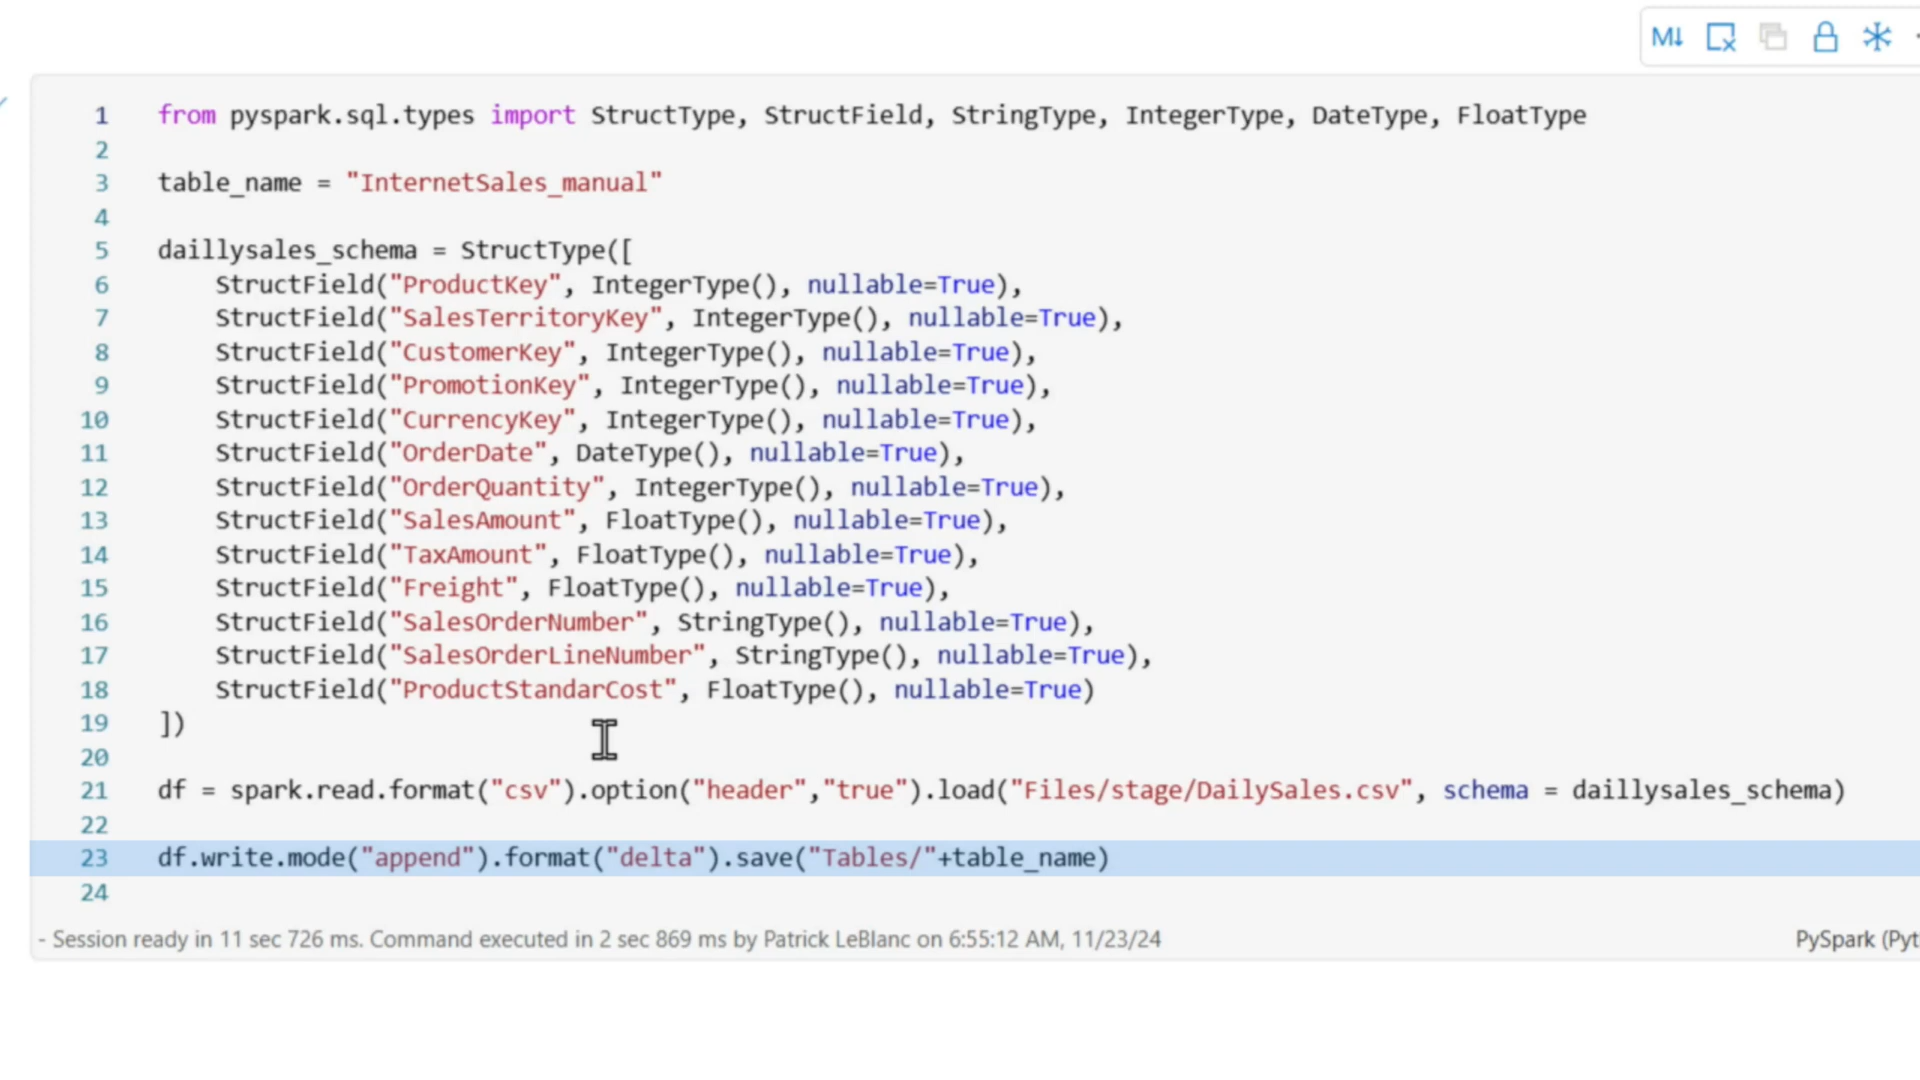 M↓
1 from pyspark.sql.types import StructType, StructField, StringType, IntegerType, DateType, FloatType
2
3 table_name = "InternetSales_manual"
4
5 daillysales_schema = StructType([
6     StructField("ProductKey", IntegerType(), nullable=True),
7     StructField("SalesTerritoryKey", IntegerType(), nullable=True),
8     StructField("CustomerKey", IntegerType(), nullable=True),
9     StructField("PromotionKey", IntegerType(), nullable=True),
10     StructField("CurrencyKey", IntegerType(), nullable=True),
11     StructField("OrderDate", DateType(), nullable=True),
12     StructField("OrderQuantity", IntegerType(), nullable=True),
13     StructField("SalesAmount", FloatType(), nullable=True),
14     StructField("TaxAmount", FloatType(), nullable=True),
15     StructField("Freight", FloatType(), nullable=True),
16     StructField("SalesOrderNumber", StringType(), nullable=True),
17     StructField("SalesOrderLineNumber", StringType(), nullable=True),
18     StructField("ProductStandarCost", FloatType(), nullable=True)
19 ])
20
21 df = spark.read.format("csv").option("header","true").load("Files/stage/DailySales.csv", schema = daillysales_schema)
22
23 df.write.mode("append").format("delta").save("Tables/"+table_name)
24
- Session ready in 11 sec 726 ms. Command executed in 2 sec 869 ms by Patrick LeBlanc on 6:55:12 AM, 11/23/24
PySpark (Pyt